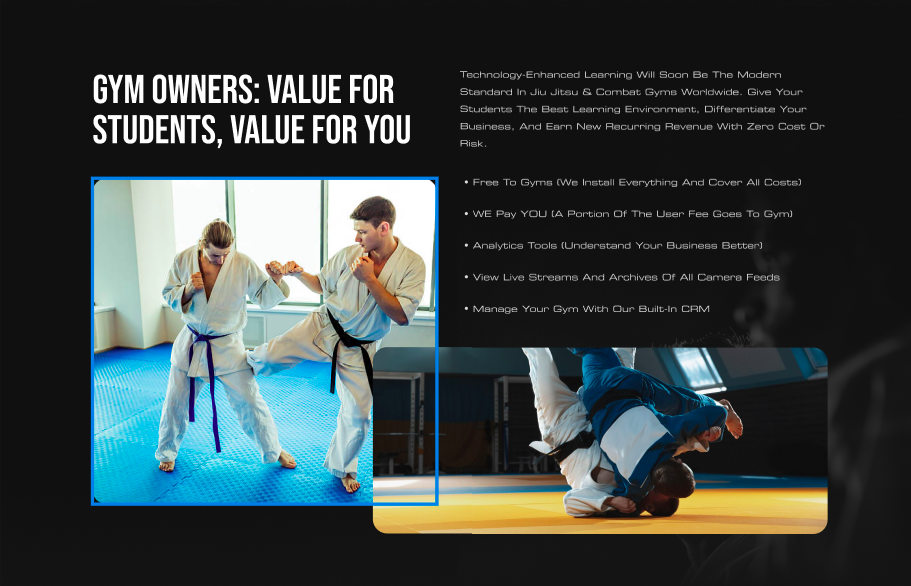 GYM OWNERS: VALUE FOR
STUDENTS, VALUE FOR YOU
Technology-Enhanced Learning Will Soon Be The Modern
Standard In Jiu Jitsu & Combat Gyms Worldwide. Give Your
Students The Best Learning Environment, Differentiate Your
Business, And Earn New Recurring Revenue With Zero Cost Or
Risk.
• Free To Gyms (We Install Everything And Cover All Costs)
• WE Pay YOU (A Portion Of The User Fee Goes To Gym)
• Analytics Tools (Understand Your Business Better)
• View Live Streams And Archives Of All Camera Feeds
• Manage Your Gym With Our Built-In CRM